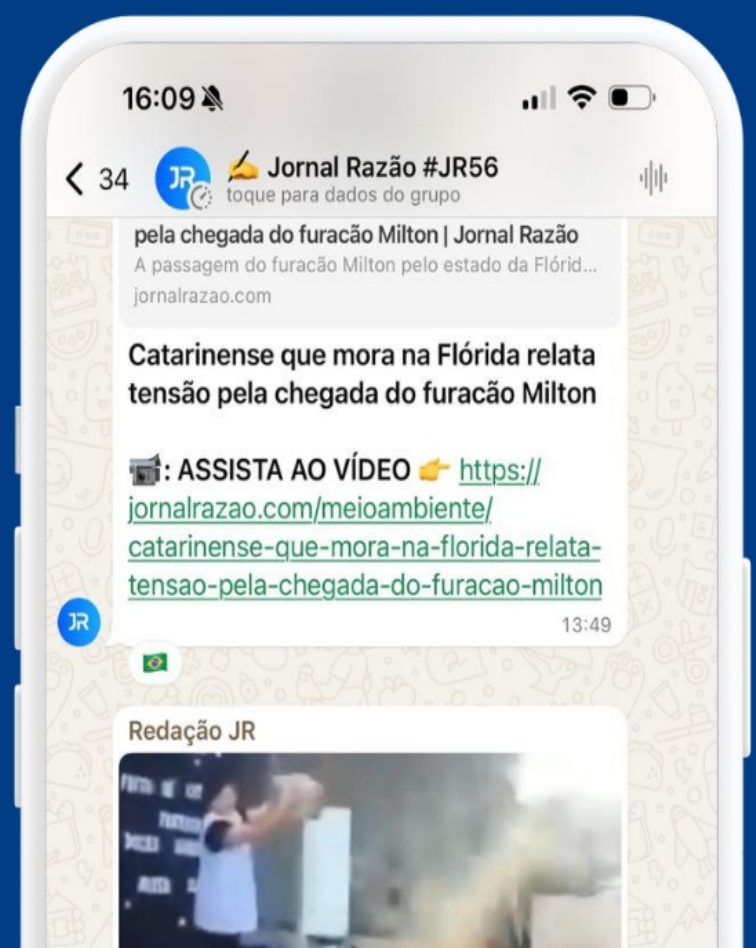 16:09
34
JR
✍️ Jornal Razão #JR56
toque para dados do grupo
pela chegada do furacão Milton | Jornal Razão
A passagem do furacão Milton pelo estado da Flórid...
jornalrazao.com
Catarinense que mora na Flórida relata
tensão pela chegada do furacão Milton
📹: ASSISTA AO VÍDEO 👉 https://
jornalrazao.com/meioambiente/
catarinense-que-mora-na-florida-relata-
tensao-pela-chegada-do-furacao-milton
JR
13:49
Redação JR